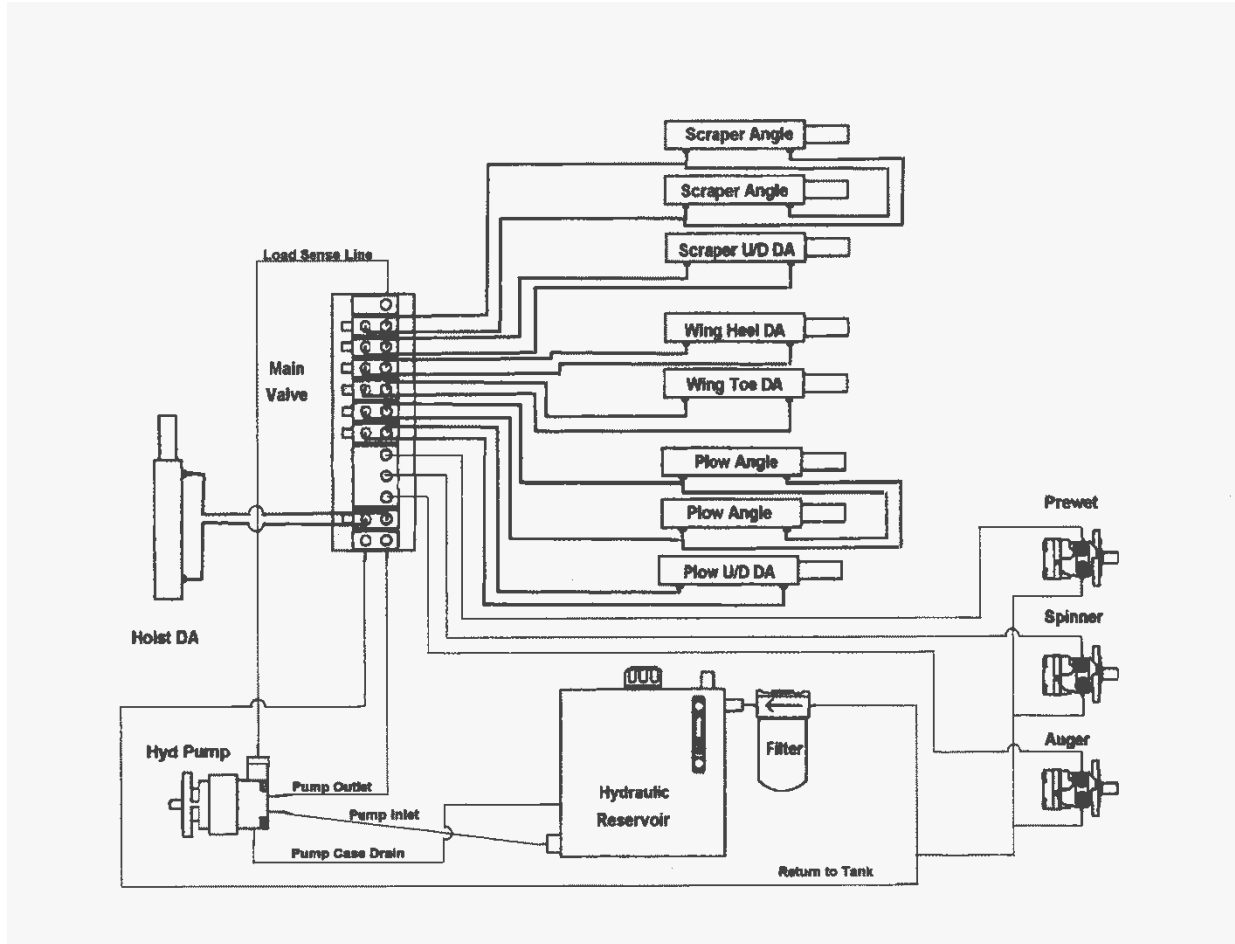 Scraper Angle
Scraper Angle
Scraper U/D DA
Load Sense Line
Wing Heel DA
Main
Valve
Wing Toe DA
Plow Angle
Plow Angle
Prewet
Plow U/D DA
Hoist DA
Spinner
Hyd Pump
Filter
Auger
Pump Outlet
Hydraulic
Reservoir
Pump Inlet
Pump Case Drain
Return to Tank